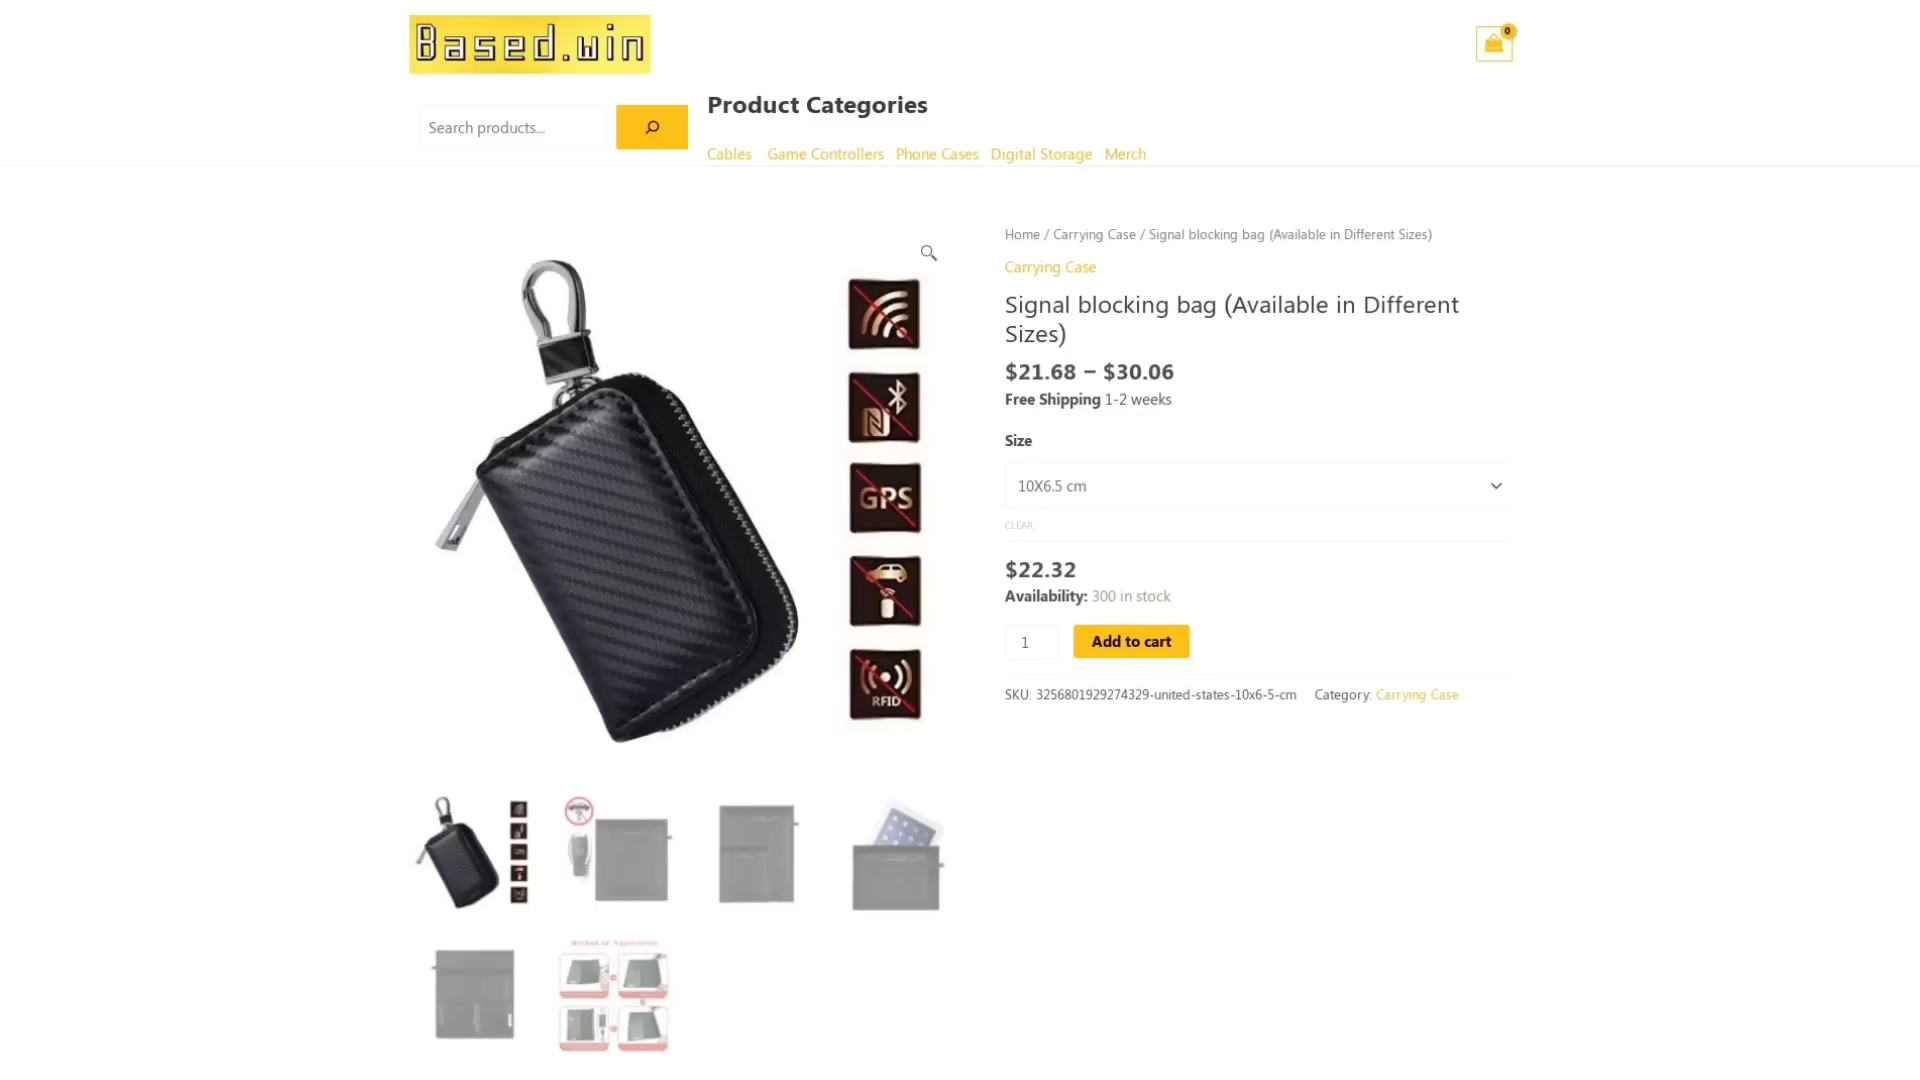 Based.win
0
Search products...
Product Categories
Cables Game Controllers Phone Cases Digital Storage Merch
Home / Carrying Case / Signal blocking bag (Available in Different Sizes)
Carrying Case
Signal blocking bag (Available in Different
Sizes)
$21.68 – $30.06
Free Shipping 1-2 weeks
Size
10X6.5 cm
CLEAR
$22.32
Availability: 300 in stock
1
Add to cart
SKU: 3256801929274329-united-states-10x6-5-cm Category: Carrying Case
GPS
RFID
Method of Application